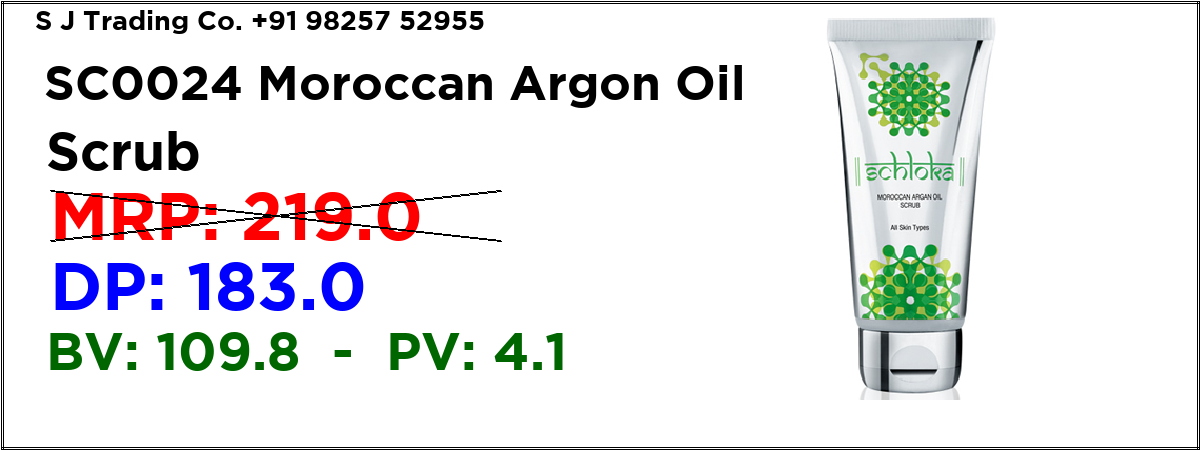 S J Trading Co. +91 98257 52955
SC0024 Moroccan Argon Oil
Scrub
MRP: 219.0
DP: 183.0
BV: 109.8 - PV: 4.1
schloka
MOROCCAN ARGAN OIL
SCRUB
All Skin Types